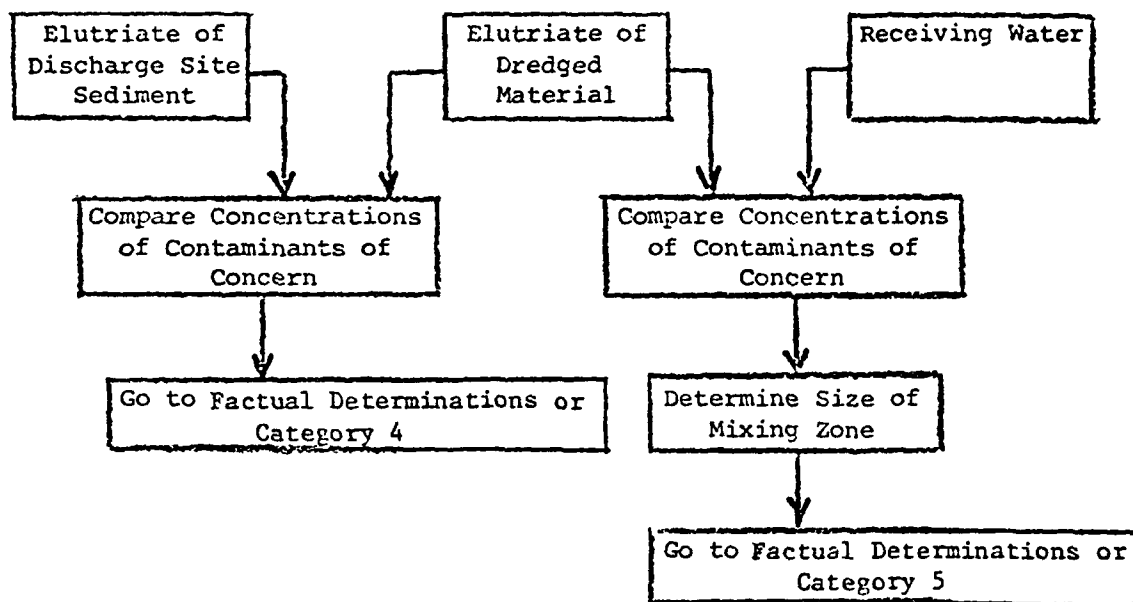 Elutriate of
Discharge Site
Sediment
Elutriate of
Dredged
Material
Receiving Water
Compare Concentrations
of Contaminants of
Concern
Compare Concentrations
of Contaminants of
Concern
Go to Factual Determinations or
Category 4
Determine Size of
Mixing Zone
Go to Factual Determinations or
Category 5